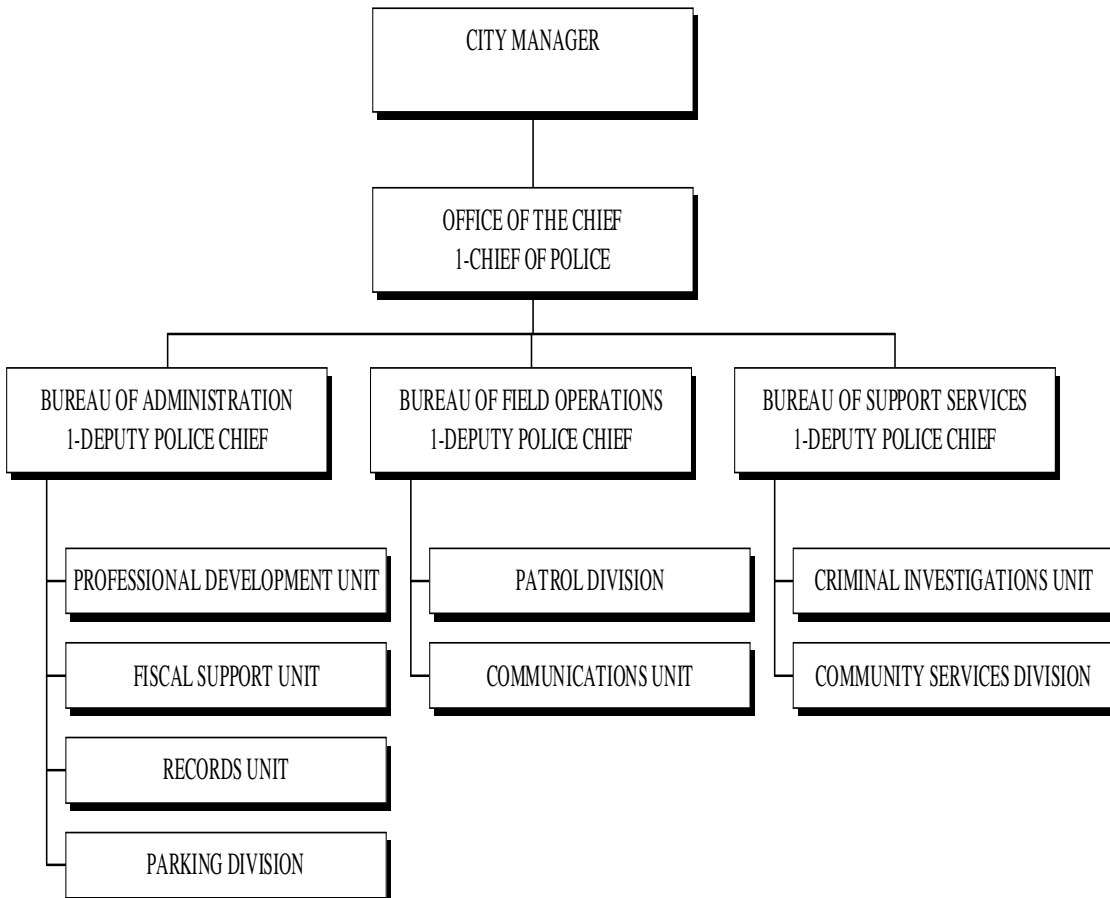 CITY MANAGER
OFFICE OF THE CHIEF
1-CHIEF OF POLICE
BUREAU OF ADMINISTRATION
1-DEPUTY POLICE CHIEF
BUREAU OF FIELD OPERATIONS
1-DEPUTY POLICE CHIEF
BUREAU OF SUPPORT SERVICES
1-DEPUTY POLICE CHIEF
PROFESSIONAL DEVELOPMENT UNIT
FISCAL SUPPORT UNIT
RECORDS UNIT
PARKING DIVISION
PATROL DIVISION
COMMUNICATIONS UNIT
CRIMINAL INVESTIGATIONS UNIT
COMMUNITY SERVICES DIVISION